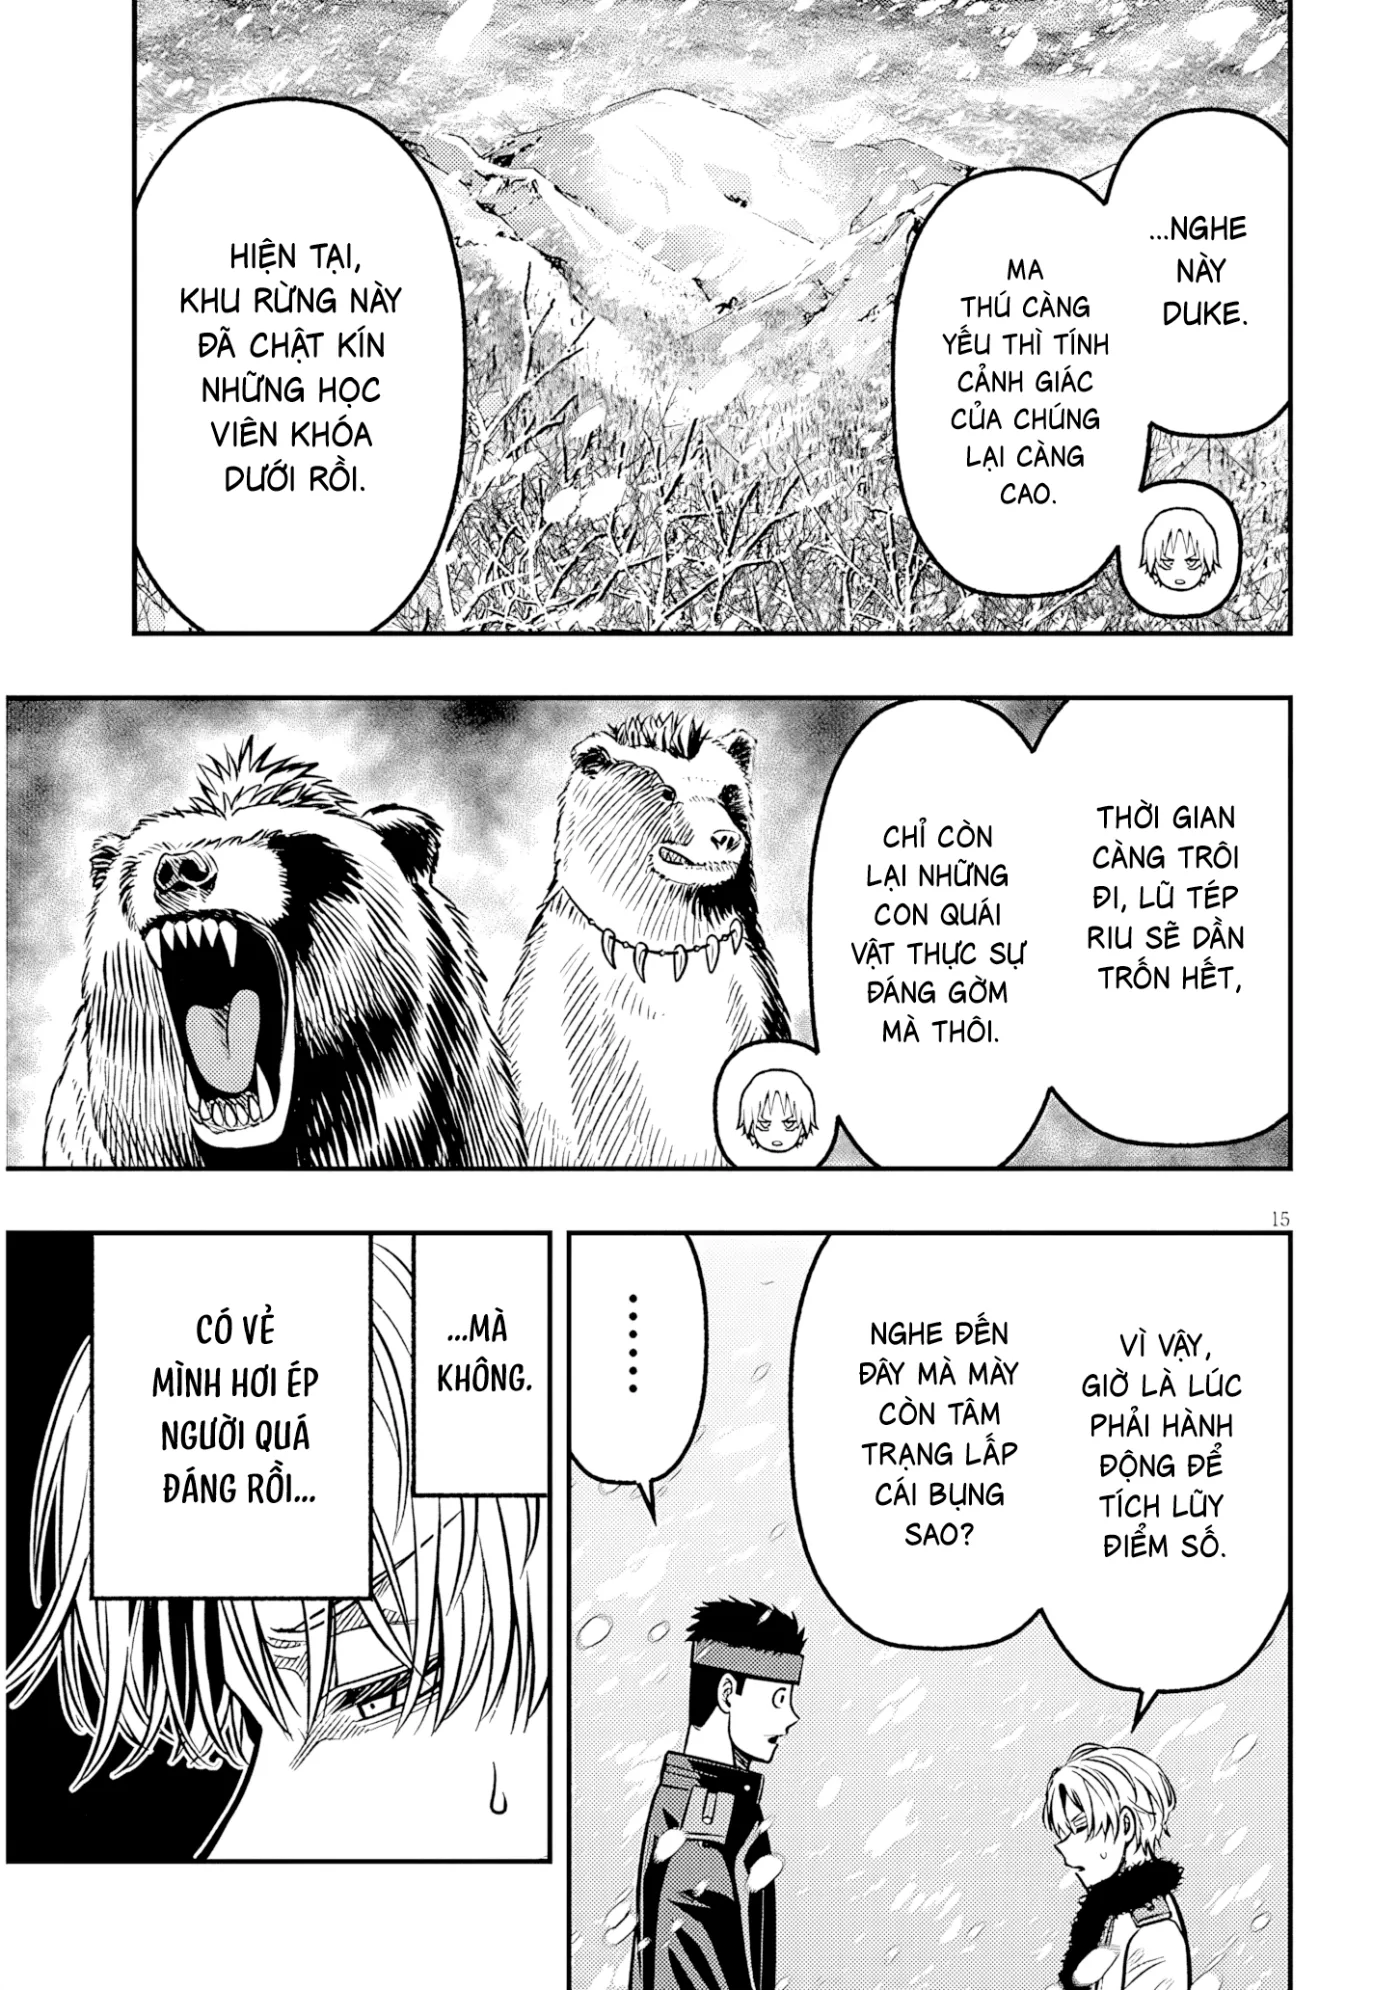 ...NGHE
NÀY
DUKE.
MA
THÚ CÀNG
YẾU THÌ TÍNH
CẢNH GIÁC
CỦA CHÚNG
LẠI CÀNG
CAO.
HIỆN TẠI,
KHU RỪNG NÀY
ĐÃ CHẬT KÍN
NHỮNG HỌC
VIÊN KHÓA
DƯỚI RỒI.
THỜI GIAN
CÀNG TRÔI
ĐI, LŨ TÉP
RIU SẼ DẦN
TRỐN HẾT,
CHỈ CÒN
LẠI NHỮNG
CON QUÁI
VẬT THỰC SỰ
ĐÁNG GỜM
MÀ THÔI.
15
VÌ VẬY,
GIỜ LÀ LÚC
PHẢI HÀNH
ĐỘNG ĐỂ
TÍCH LŨY
ĐIỂM SỐ.
NGHE ĐẾN
ĐÂY MÀ MÀY
CÒN TÂM
TRẠNG LẤP
CÁI BỤNG
SAO?
......
...MÀ
KHÔNG.
CÓ VẺ
MÌNH HƠI ÉP
NGƯỜI QUÁ
ĐÁNG RỒI...